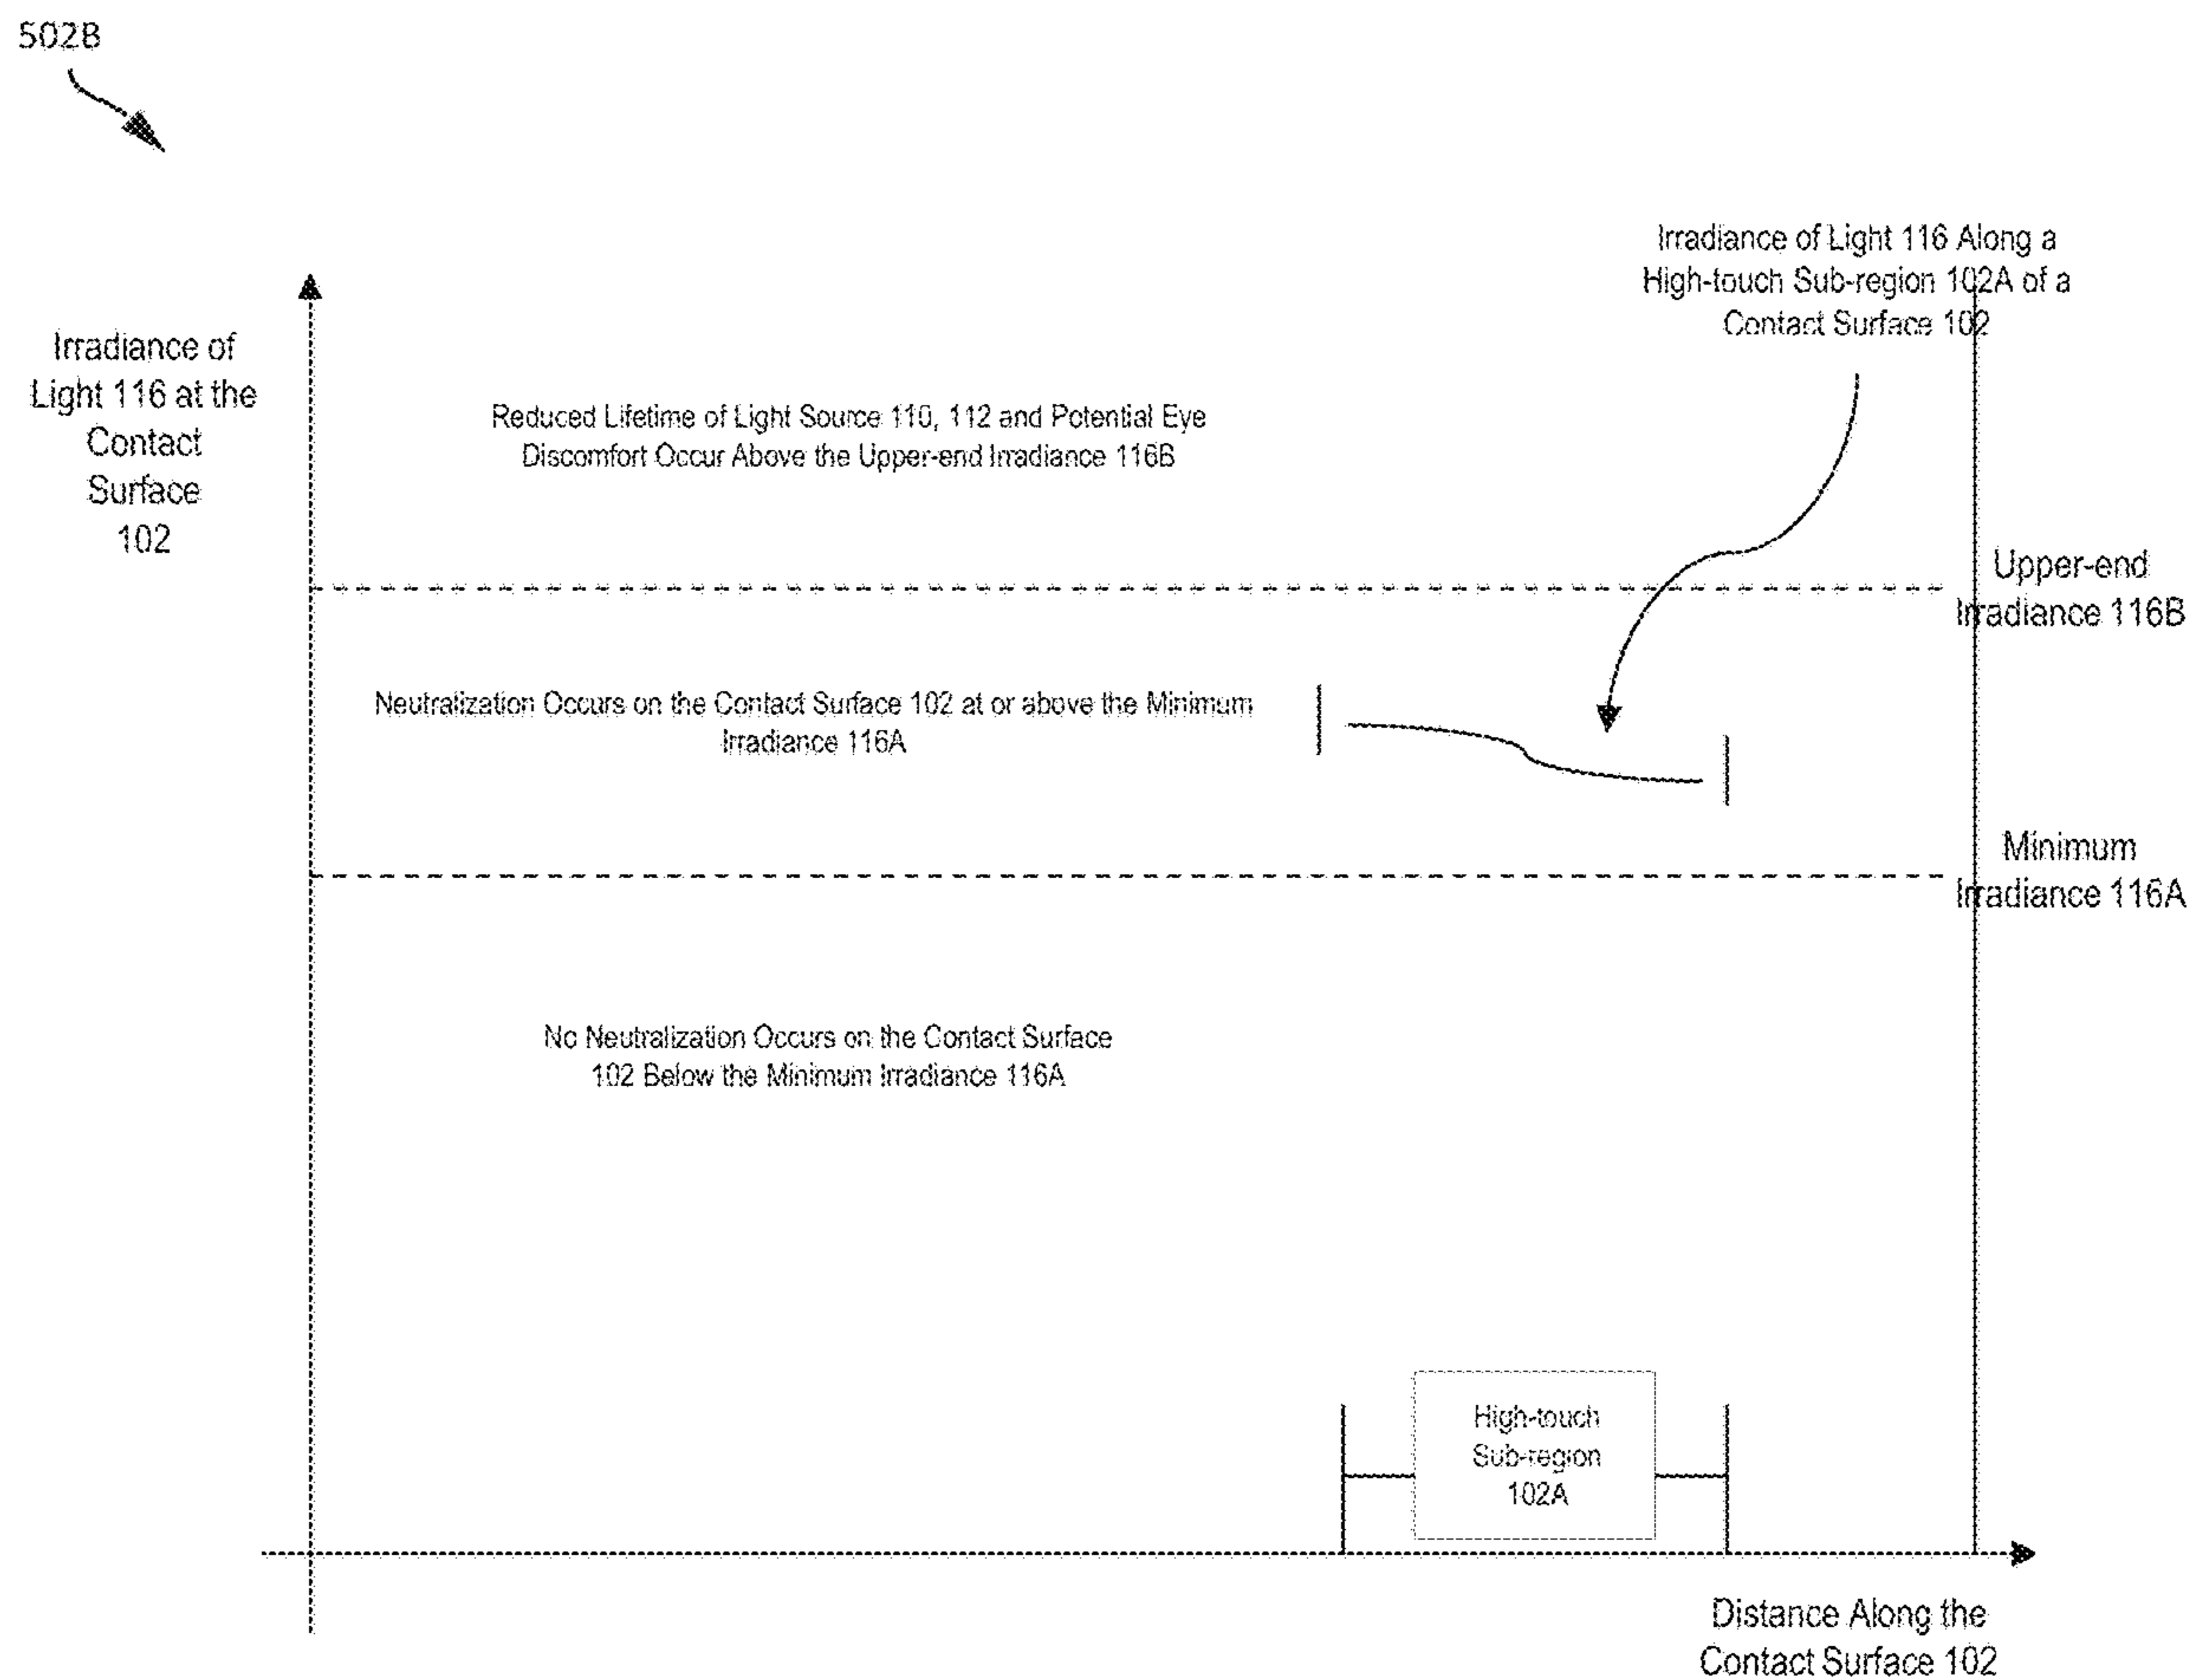 502B
Irradiance of Light 116 Along a
High-touch Sub-region 102A of a
Contact Surface 102
Irradiance of
Light 116 at the
Contact
Surface
102
Reduced Lifetime of Light Source 110, 112 and Potential Eye
Discomfort Occur Above the Upper-end Irradiance 116B
Upper-end
Irradiance 116B
Neutralization Occurs on the Contact Surface 102 at or above the Minimum
Irradiance 116A
Minimum
Irradiance 116A
No Neutralization Occurs on the Contact Surface
102 Below the Minimum Irradiance 116A
High-touch
Sub-region
102A
Distance Along the
Contact Surface 102